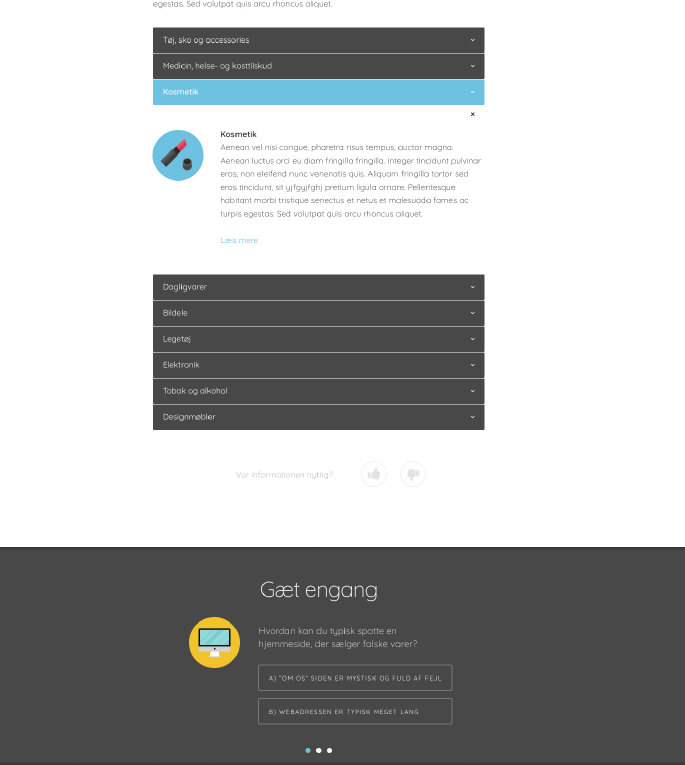 egestas. Sed volutpat quis arcu rhoncus aliquet.
Tøj, sko og accessories
Medicin, helse- og kosttilskud
Kosmetik
Kosmetik
Aenean vel nisi congue, pharetra risus tempus, auctor magna.
Aenean luctus orci eu diam fringilla fringilla. Integer tincidunt pulvinar
eros, non eleifend nunc venenatis quis. Aliquam fringilla tortor sed
eros tincidunt, sit yjfgyjfghj pretium ligula ornare. Pellentesque
habitant morbi tristique senectus et netus et malesuada fames ac
turpis egestas. Sed volutpat quis arcu rhoncus aliquet.
Læs mere
Dagligvarer
Bildele
Legetøj
Elektronik
Tobak og alkohol
Designmøbler
Var informationen nyttig?
Gæt engang
Hvordan kan du typisk spotte en
hjemmeside, der sælger falske varer?
A) "OM OS" SIDEN ER MYSTISK OG FULD AF FEJL
B) WEBADRESSEN ER TYPISK MEGET LANG